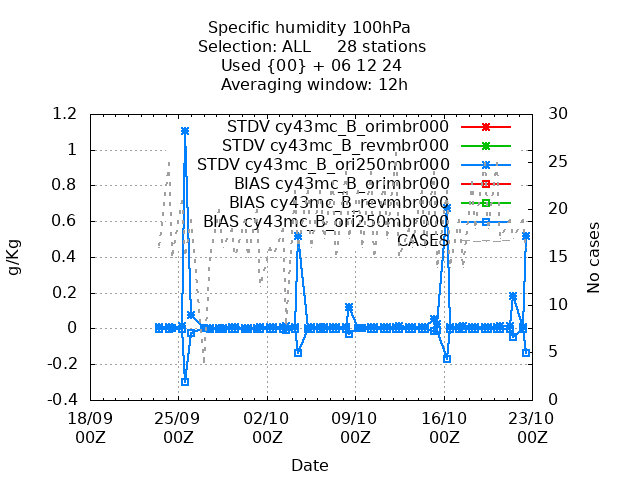 Specific humidity 100hPa
Selection: ALL     28 stations
Used {00} + 06 12 24
Averaging window: 12h
1.2
1
0.8
0.6
0.4
0.2
0
-0.2
-0.4
g/Kg
30
25
20
15
10
5
0
No cases
STDV cy43mc_B_orimbr000
STDV cy43mc_B_revmbr000
STDV cy43mc_B_ori250mbr000
BIAS cy43mc_B_orimbr000
BIAS cy43mc_B_revmbr000
BIAS cy43mc_B_ori250mbr000
CASES
18/09 25/09 02/10 09/10 16/10 23/10
00Z 00Z 00Z 00Z 00Z 00Z
Date